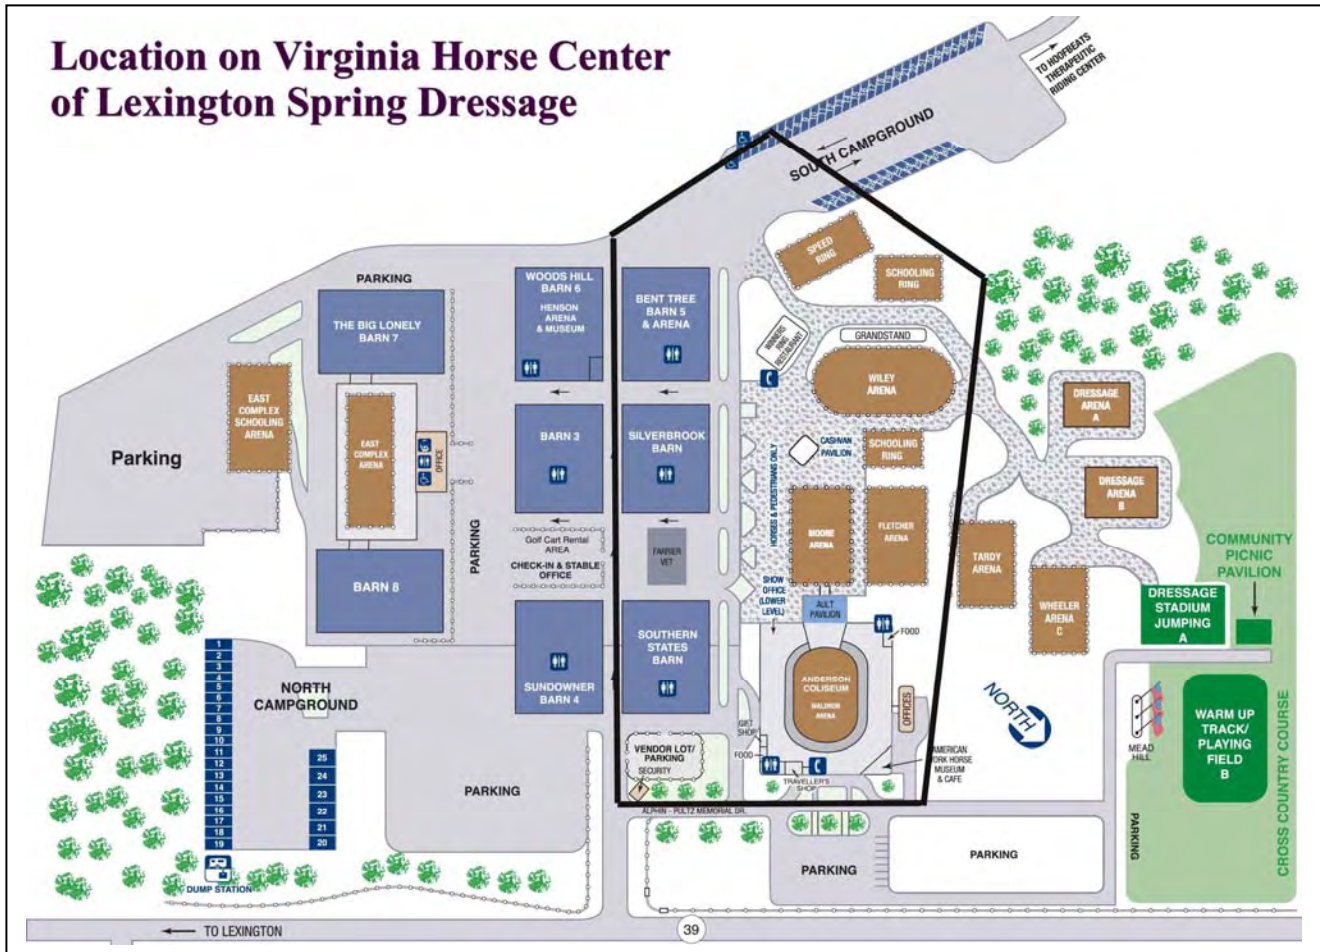 Location on Virginia Horse Center
of Lexington Spring Dressage
TO HOOFBEATS
THERAPEUTIC
RIDING CENTER
SOUTH CAMPGROUND
SPEED
RING
SCHOOLING
RING
PARKING
WOODS HILL
BARN 6
HENSON
ARENA
& MUSEUM
BENT TREE
BARN 5
& ARENA
THE BIG LONELY
BARN 7
WINNERS
RING
RESTAURANT
GRANDSTAND
WILEY
ARENA
DRESSAGE
ARENA
A
EAST
COMPLEX
SCHOOLING
ARENA
EAST
COMPLEX
ARENA
OFFICE
BARN 3
SILVERBROOK
BARN
HORSES & PEDESTRIANS ONLY
CASHVAN
PAVILION
SCHOOLING
RING
Parking
DRESSAGE
ARENA
B
MOORE
ARENA
FLETCHER
ARENA
TARDY
ARENA
PARKING
Golf Cart Rental
AREA
CHECK-IN & STABLE
OFFICE
FARRIER
VET
COMMUNITY
PICNIC
PAVILION
BARN 8
SHOW
OFFICE
(LOWER
LEVEL)
AULT
PAVILION
WHEELER
ARENA
C
DRESSAGE
STADIUM
JUMPING
A
FOOD
SOUTHERN
STATES
BARN
SUNDOWNER
BARN 4
ANDERSON
COLISEUM
WALDRON
ARENA
OFFICES
NORTH
1
2
3
4
5
6
7
8
9
10
11
12
13
14
15
16
17
18
19
NORTH
CAMPGROUND
25
24
23
22
21
20
GIFT
SHOP
FOOD
VENDOR LOT/
PARKING
SECURITY
TRAVELLER'S
SHOP
AMERICAN
WORK HORSE
MUSEUM
& CAFE
MEAD
HILL
WARM UP
TRACK/
PLAYING
FIELD
B
CROSS COUNTRY COURSE
PARKING
ALPHIN - PULTZ MEMORIAL DR.
PARKING
PARKING
PARKING
DUMP STATION
TO LEXINGTON
39